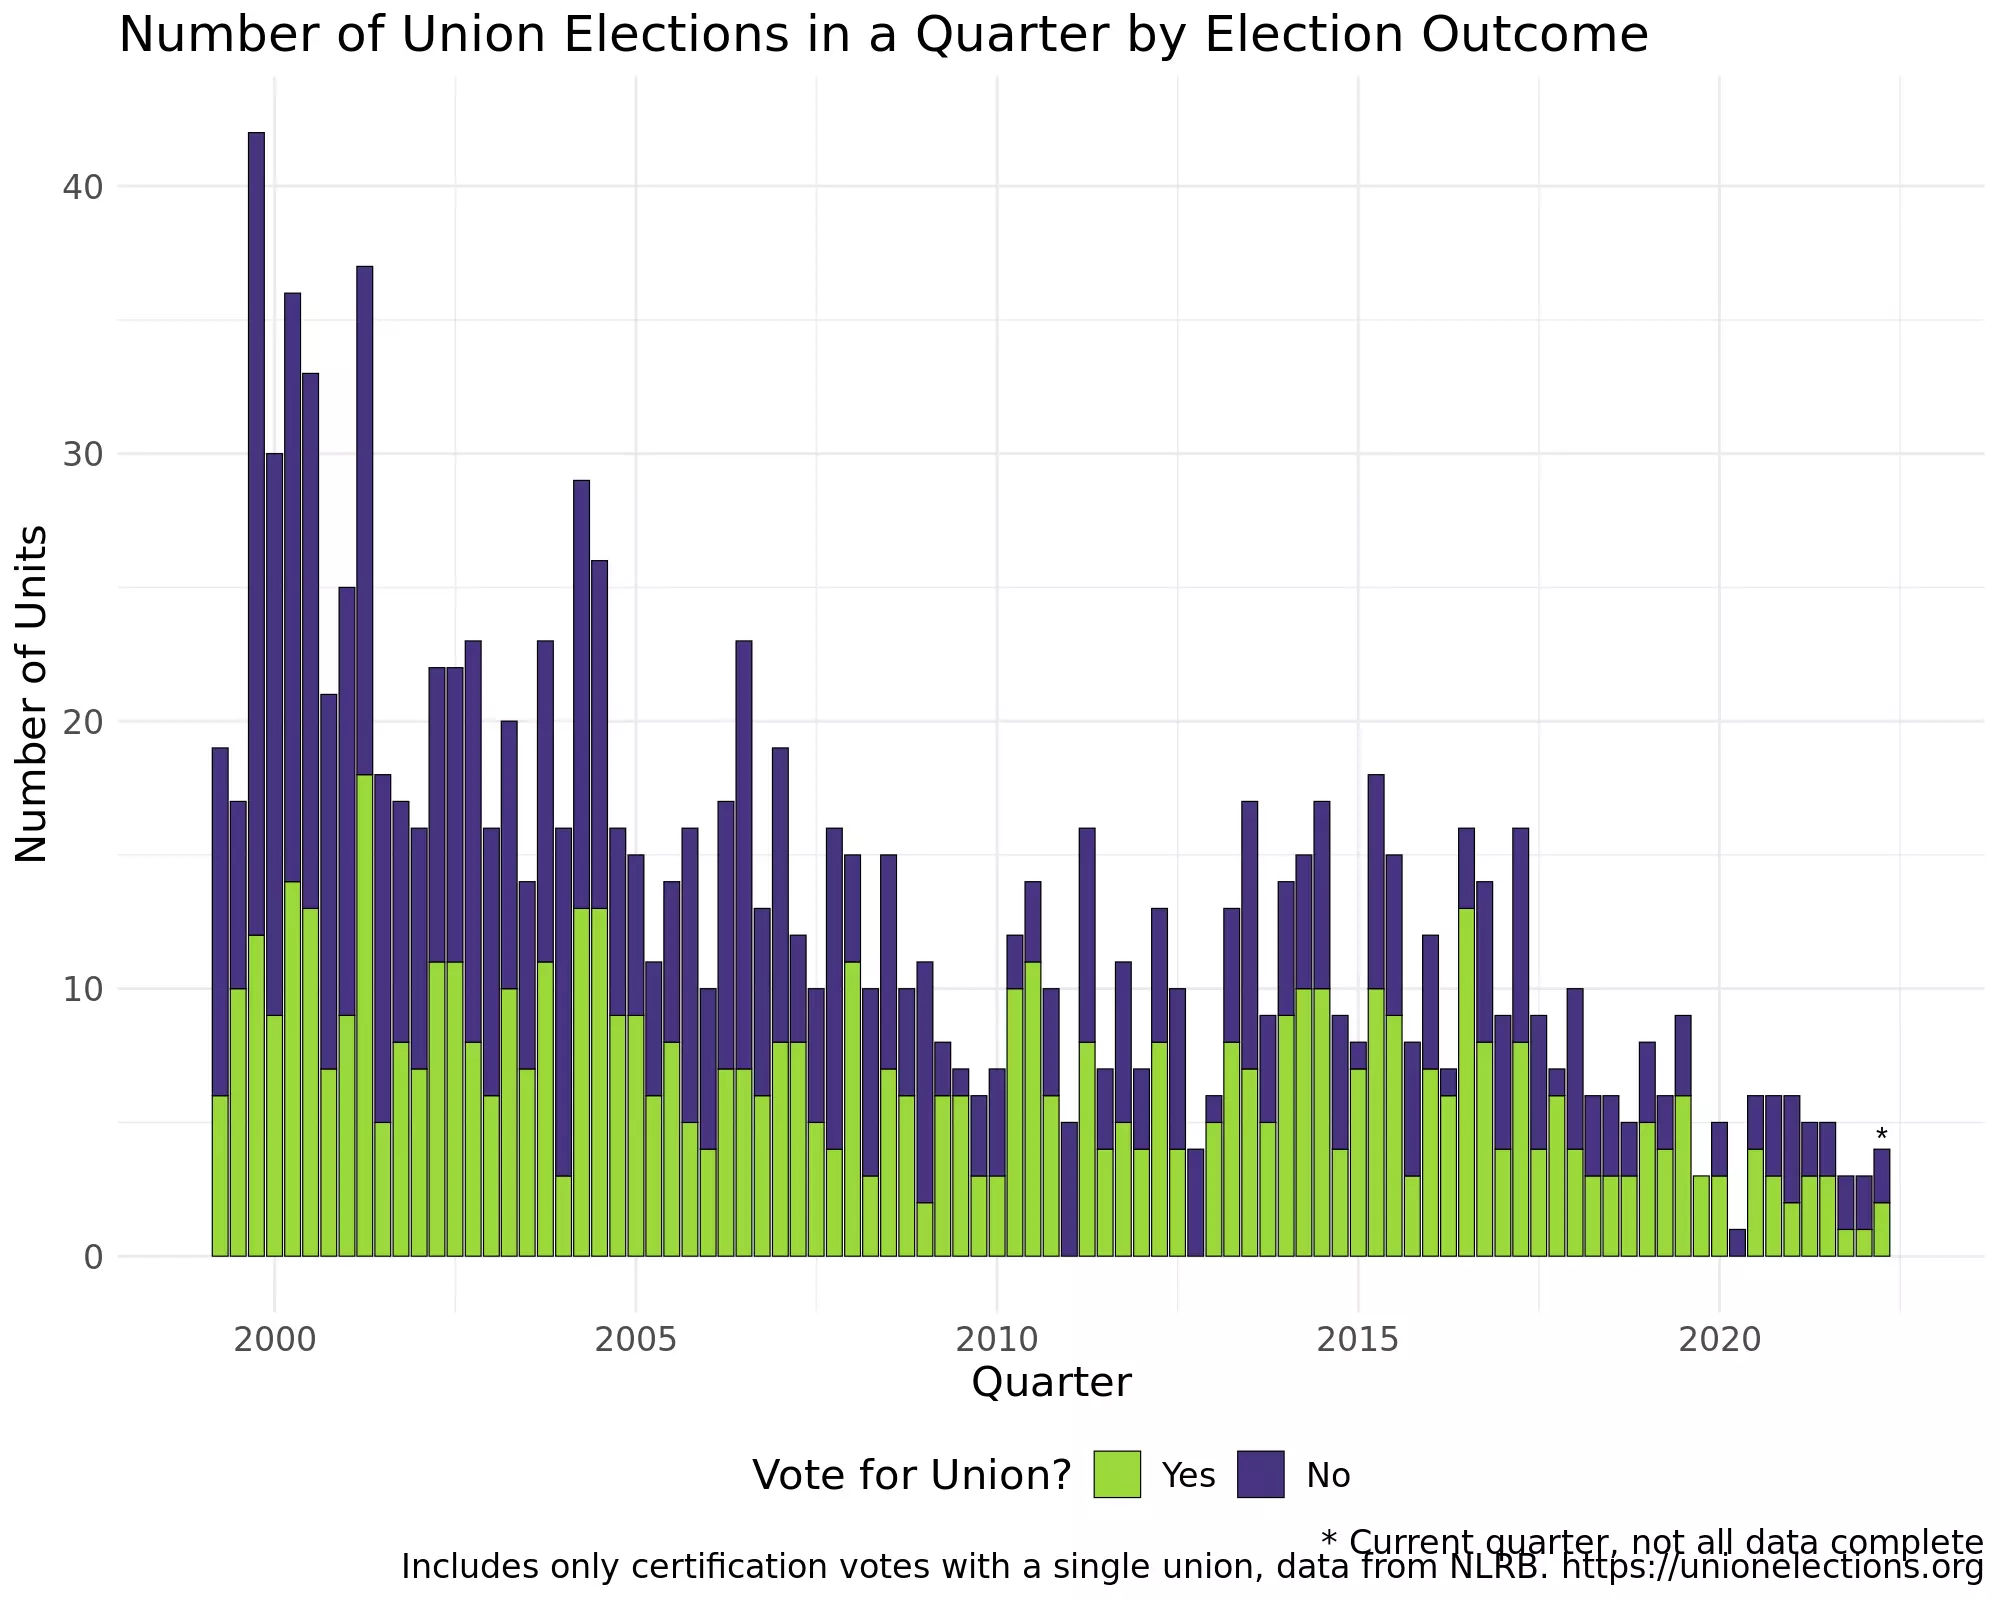 Number of Union Elections in a Quarter by Election Outcome
Number of Units
40
30
20
10
0
*
2000 2005 2010 2015 2020
Quarter
Vote for Union? Yes No
* Current quarter, not all data complete
Includes only certification votes with a single union, data from NLRB. https://unionelections.org